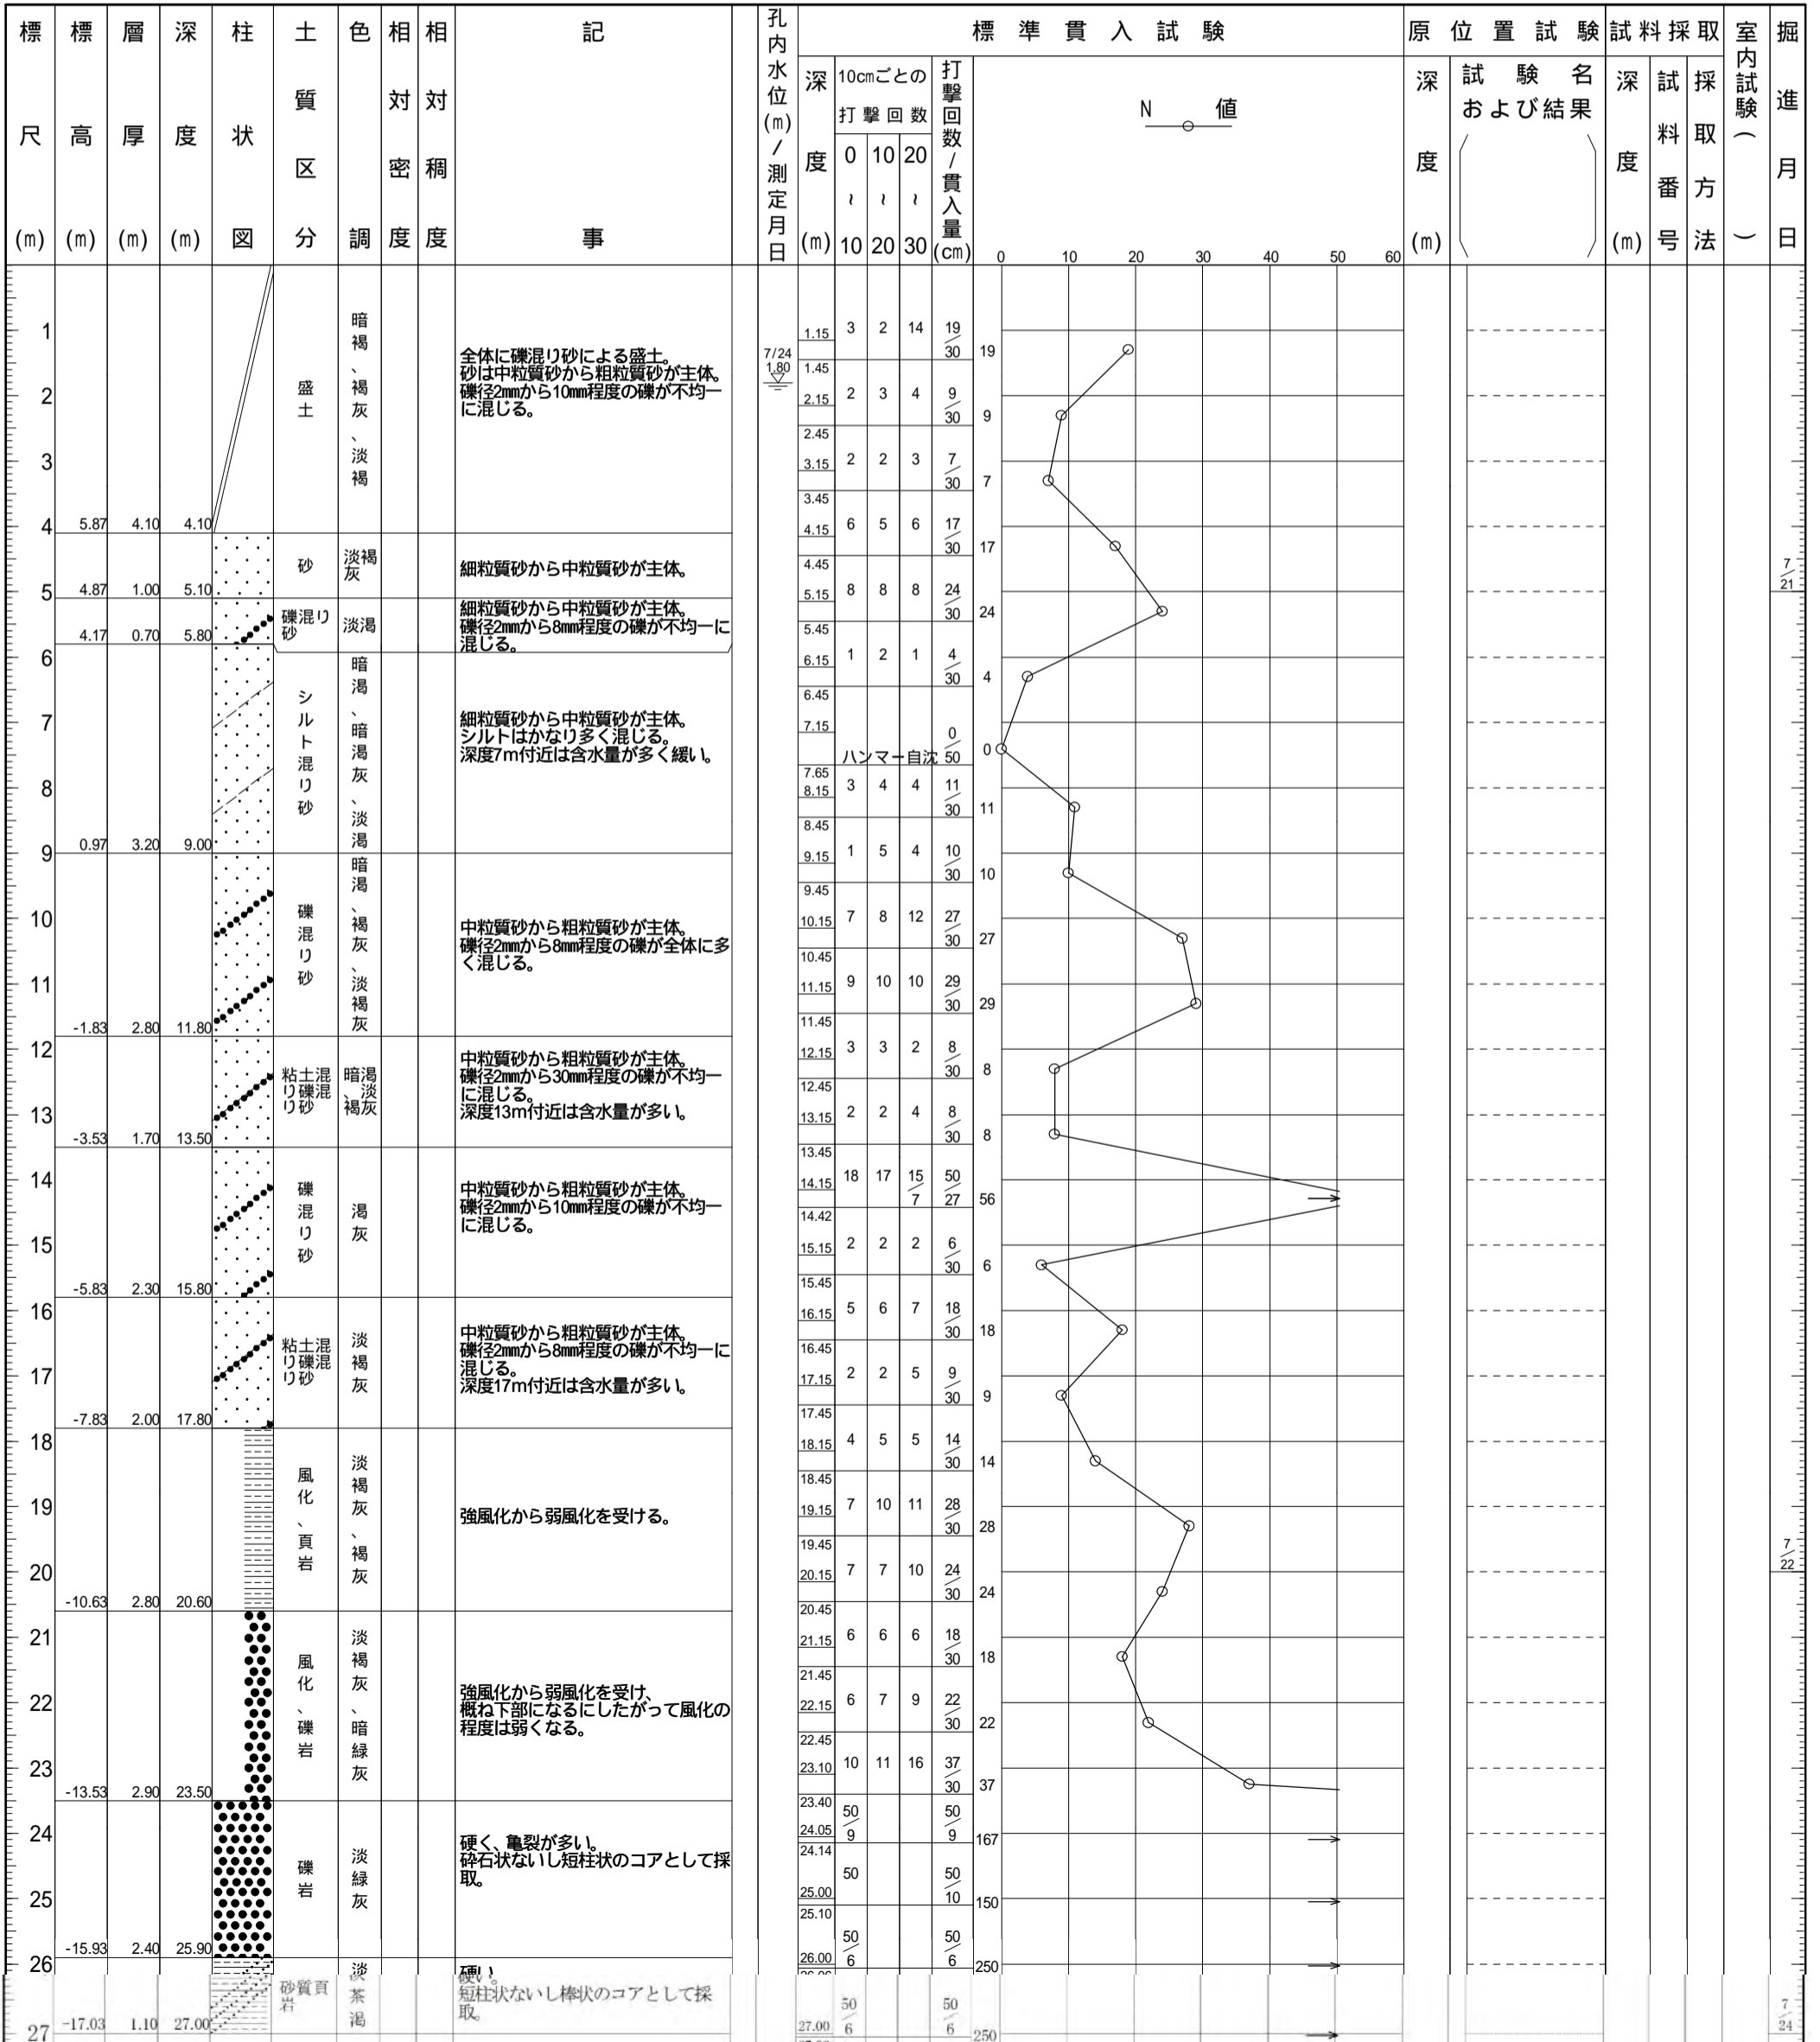 標尺(m) 標高(m) 層厚(m) 深度(m) 柱状図 土質区分 色調 相対密度 相対稠度 記事 孔内水位(m)/測定月日 標準貫入試験 原位置試験 試料採取 室内試験( ) 掘進月日
深度(m) 10cmごとの打撃回数 打撃回数/貫入量(cm) N 値 深度(m) 試験名および結果 深度(m) 試料番号 採取方法
0~10 10~20 20~30
0 10 20 30 40 50 60
1
1.15 3 2 14 19/30 19
暗褐、褐灰、淡褐
盛土
全体に礫混り砂による盛土。
砂は中粒質砂から粗粒質砂が主体。
礫径2mmから10mm程度の礫が不均一
に混じる。
7/24
1.80
1.45
2
2.15 2 3 4 9/30 9
2.45
3
3.15 2 2 3 7/30 7
3.45
4 5.87 4.10 4.10
4.15 6 5 6 17/30 17
4.45
砂 淡褐灰 細粒質砂から中粒質砂が主体。
7/21
5 4.87 1.00 5.10
5.15 8 8 8 24/30 24
5.45
礫混り砂 淡渇
細粒質砂から中粒質砂が主体。
礫径2mmから8mm程度の礫が不均一に
混じる。
4.17 0.70 5.80
6
6.15 1 2 1 4/30 4
6.45
シルト混り砂 暗渇、暗渇灰、淡渇
細粒質砂から中粒質砂が主体。
シルトはかなり多く混じる。
深度7m付近は含水量が多く緩い。
7
7.15 ハンマー自沈 0/50 0
7.65
8
8.15 3 4 4 11/30 11
8.45
9 0.97 3.20 9.00
9.15 1 5 4 10/30 10
9.45
礫混り砂 暗渇、褐灰、淡褐灰
中粒質砂から粗粒質砂が主体。
礫径2mmから8mm程度の礫が全体に多
く混じる。
10
10.15 7 8 12 27/30 27
10.45
11
11.15 9 10 10 29/30 29
11.45
-1.83 2.80 11.80
12
12.15 3 3 2 8/30 8
12.45
粘土混り礫混り砂 暗渇、淡褐灰
中粒質砂から粗粒質砂が主体。
礫径2mmから30mm程度の礫が不均一
に混じる。
深度13m付近は含水量が多い。
13
13.15 2 2 4 8/30 8
13.45
-3.53 1.70 13.50
14
14.15 18 17 15/7 50/27 56
14.42
礫混り砂 渇灰
中粒質砂から粗粒質砂が主体。
礫径2mmから10mm程度の礫が不均一
に混じる。
15
15.15 2 2 2 6/30 6
15.45
-5.83 2.30 15.80
16
16.15 5 6 7 18/30 18
16.45
粘土混り礫混り砂 淡褐灰
中粒質砂から粗粒質砂が主体。
礫径2mmから8mm程度の礫が不均一に
混じる。
深度17m付近は含水量が多い。
17
17.15 2 2 5 9/30 9
17.45
-7.83 2.00 17.80
18
18.15 4 5 5 14/30 14
18.45
風化、頁岩 淡褐灰、褐灰 強風化から弱風化を受ける。
19
19.15 7 10 11 28/30 28
19.45
7/22
20
20.15 7 7 10 24/30 24
20.45
-10.63 2.80 20.60
21
21.15 6 6 6 18/30 18
21.45
風化、礫岩 淡褐灰、暗緑灰
強風化から弱風化を受け、
概ね下部になるにしたがって風化の
程度は弱くなる。
22
22.15 6 7 9 22/30 22
22.45
23
23.10 10 11 16 37/30 37
23.40
-13.53 2.90 23.50
24
24.05 50/9 50/9 167
24.14
礫岩 淡緑灰
硬く、亀裂が多い。
砕石状ないし短柱状のコアとして採
取。
25
25.00 50 50/10 150
25.10
-15.93 2.40 25.90
26
26.00 50/6 50/6 250
砂質頁岩 淡茶渇
硬い。
短柱状ないし棒状のコアとして採
取。
27 -17.03 1.10 27.00
27.00 50/6 50/6 250
7/24